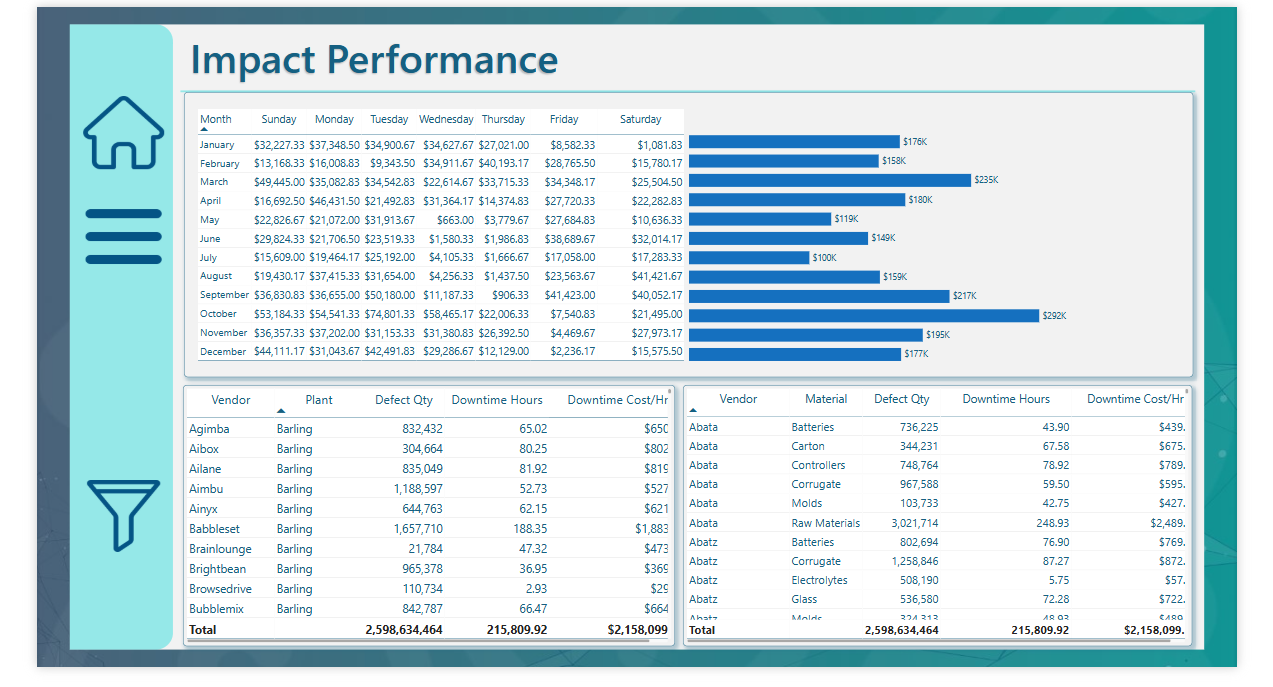 Impact Performance
Month Sunday Monday Tuesday Wednesday Thursday Friday Saturday
January $32,227.33 $37,348.50 $34,900.67 $34,627.67 $27,021.00 $8,582.33 $1,081.83 $176K
February $13,168.33 $16,008.83 $9,343.50 $34,911.67 $40,193.17 $28,765.50 $15,780.17 $158K
March $49,445.00 $35,082.83 $34,542.83 $22,614.67 $33,715.33 $34,348.17 $25,504.50 $235K
April $16,692.50 $46,431.50 $21,492.83 $31,364.17 $14,374.83 $27,720.33 $22,282.83 $180K
May $22,826.67 $21,072.00 $31,913.67 $663.00 $3,779.67 $27,684.83 $10,636.33 $119K
June $29,824.33 $21,706.50 $23,519.33 $1,580.33 $1,986.83 $38,689.67 $32,014.17 $149K
July $15,609.00 $19,464.17 $25,192.00 $4,105.33 $1,666.67 $17,058.00 $17,283.33 $100K
August $19,430.17 $37,415.33 $31,654.00 $4,256.33 $1,437.50 $23,563.67 $41,421.67 $159K
September $36,830.83 $36,655.00 $50,180.00 $11,187.33 $906.33 $41,423.00 $40,052.17 $217K
October $53,184.33 $54,541.33 $74,801.33 $58,465.17 $22,006.33 $7,540.83 $21,495.00 $292K
November $36,357.33 $37,202.00 $31,153.33 $31,380.83 $26,392.50 $4,469.67 $27,973.17 $195K
December $44,111.17 $31,043.67 $42,491.83 $29,286.67 $12,129.00 $2,236.17 $15,575.50 $177K
Vendor Plant Defect Qty Downtime Hours Downtime Cost/Hr
Agimba Barling 832,432 65.02 $650
Aibox Barling 304,664 80.25 $802
Ailane Barling 835,049 81.92 $819
Aimbu Barling 1,188,597 52.73 $527
Ainyx Barling 644,763 62.15 $621
Babbleset Barling 1,657,710 188.35 $1,883
Brainlounge Barling 21,784 47.32 $473
Brightbean Barling 965,378 36.95 $369
Browsedrive Barling 110,734 2.93 $29
Bubblemix Barling 842,787 66.47 $664
Total 2,598,634,464 215,809.92 $2,158,099
Vendor Material Defect Qty Downtime Hours Downtime Cost/Hr
Abata Batteries 736,225 43.90 $439.
Abata Carton 344,231 67.58 $675.
Abata Controllers 748,764 78.92 $789.
Abata Corrugate 967,588 59.50 $595.
Abata Molds 103,733 42.75 $427.
Abata Raw Materials 3,021,714 248.93 $2,489.
Abatz Batteries 802,694 76.90 $769.
Abatz Corrugate 1,258,846 87.27 $872.
Abatz Electrolytes 508,190 5.75 $57.
Abatz Glass 536,580 72.28 $722.
Abatz Molds
Total 2,598,634,464 215,809.92 $2,158,099.